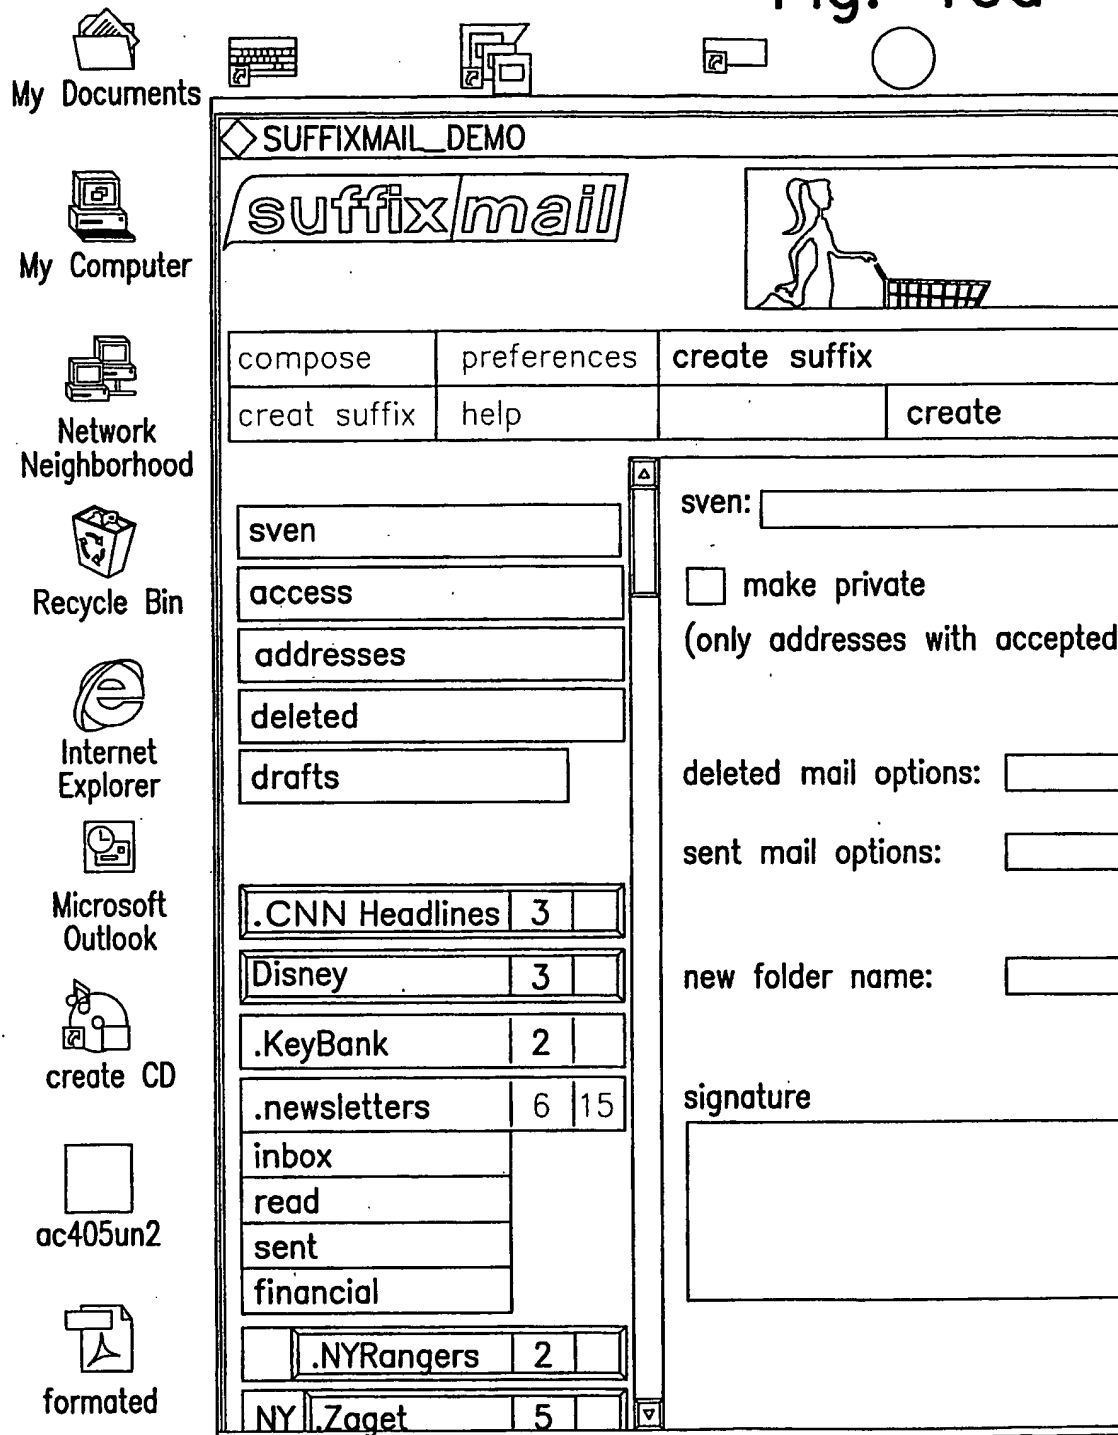 My Documents
My Computer
Network
Neighborhood
Recycle Bin
Internet
Explorer
Microsoft
Outlook
create CD
ac405un2
formated
SUFFIXMAIL_DEMO
suffix mail
compose preferences create suffix
creat suffix help create
sven
access
addresses
deleted
drafts
.CNN Headlines 3
Disney 3
.KeyBank 2
.newsletters 6 15
inbox
read
sent
financial
.NYRangers 2
NY .Zaget 5
sven:
make private
(only addresses with accepted
deleted mail options:
sent mail options:
new folder name:
signature